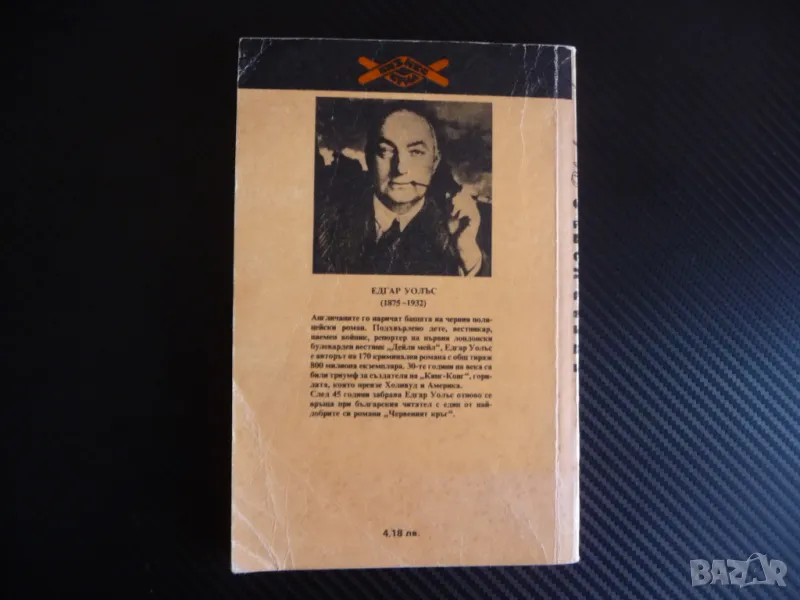 ЕДГАР УОЛЪС
(1875-1932)
Англичаните го наричат бащата на черния поли-
цейски роман. Подхвърлено дете, вестникар,
наемен войник, репортер на първия лондонски
булеварден вестник „Дейли мейл", Едгар Уолъс
е авторът на 170 криминални романа с общ тираж
800 милиона екземпляра. 30-те години на века са
били триумф за създателя на „Кинг-Конг", гори-
лата, която превзе Холивуд и Америка.
След 45 години забрава Едгар Уолъс отново се
връща при българския читател с един от най-
добрите си романи „Червеният кръг".
4.18 лв.
BAZAR